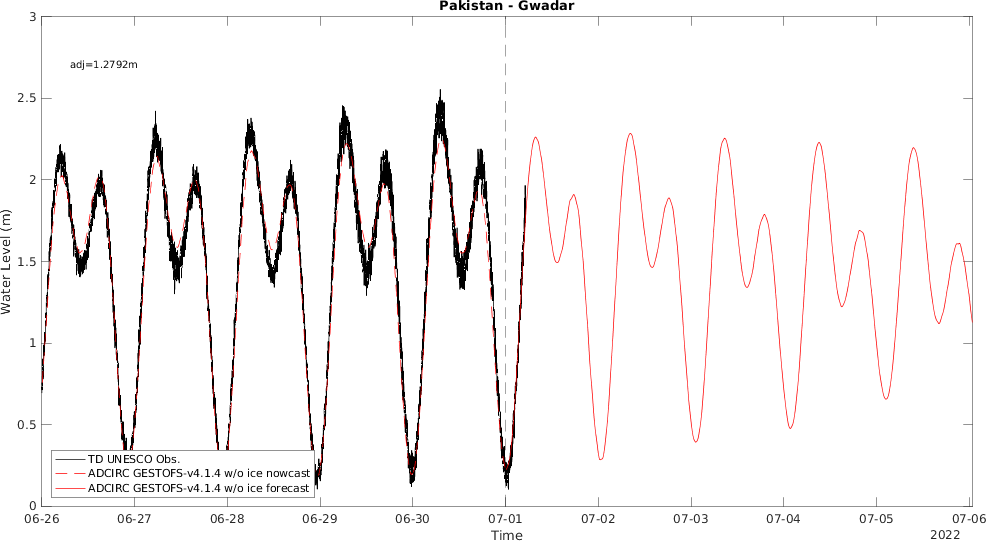 Pakistan - Gwadar
3
adj=1.2792m
2.5
2
1.5
1
0.5
0
Water Level (m)
TD UNESCO Obs.
ADCIRC GESTOFS-v4.1.4 w/o ice nowcast
ADCIRC GESTOFS-v4.1.4 w/o ice forecast
06-26 06-27 06-28 06-29 06-30 07-01 07-02 07-03 07-04 07-05 07-06
Time
2022